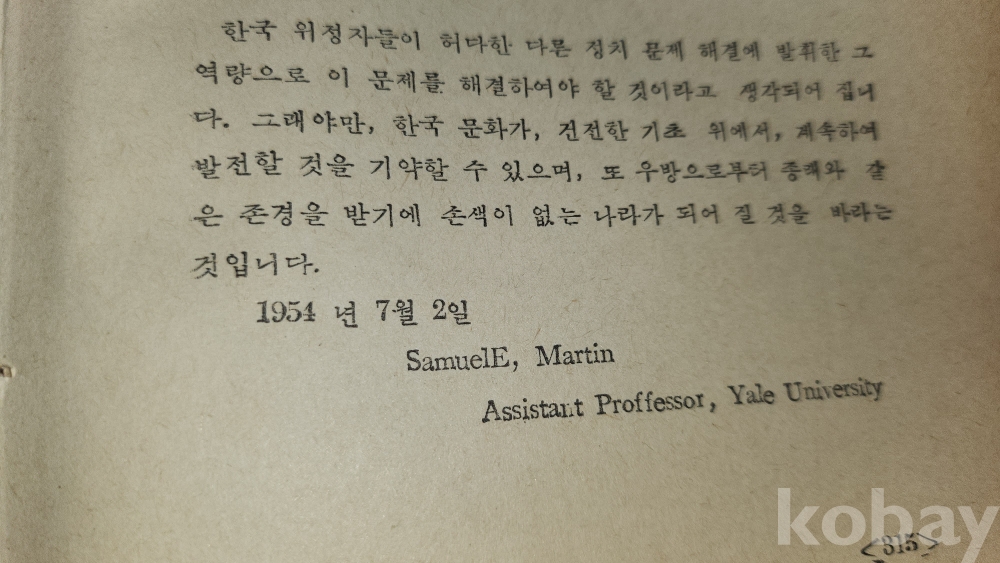 한국 위정자들이 허다한 다른 정치 문제 해결에 발휘한 그
역량으로 이 문제를 해결하여야 할 것이라고 생각되어 집니
다. 그래야만, 한국 문화가, 건전한 기초 위에서, 계속하여
발전할 것을 기약할 수 있으며, 또 우방으로부터 종래와 같
은 존경을 받기에 손색이 없는 나라가 되어 질 것을 바라는
것입니다.
1954 년 7월 2일
SamuelE, Martin
Assistant Proffessor, Yale University
kobay
<315>